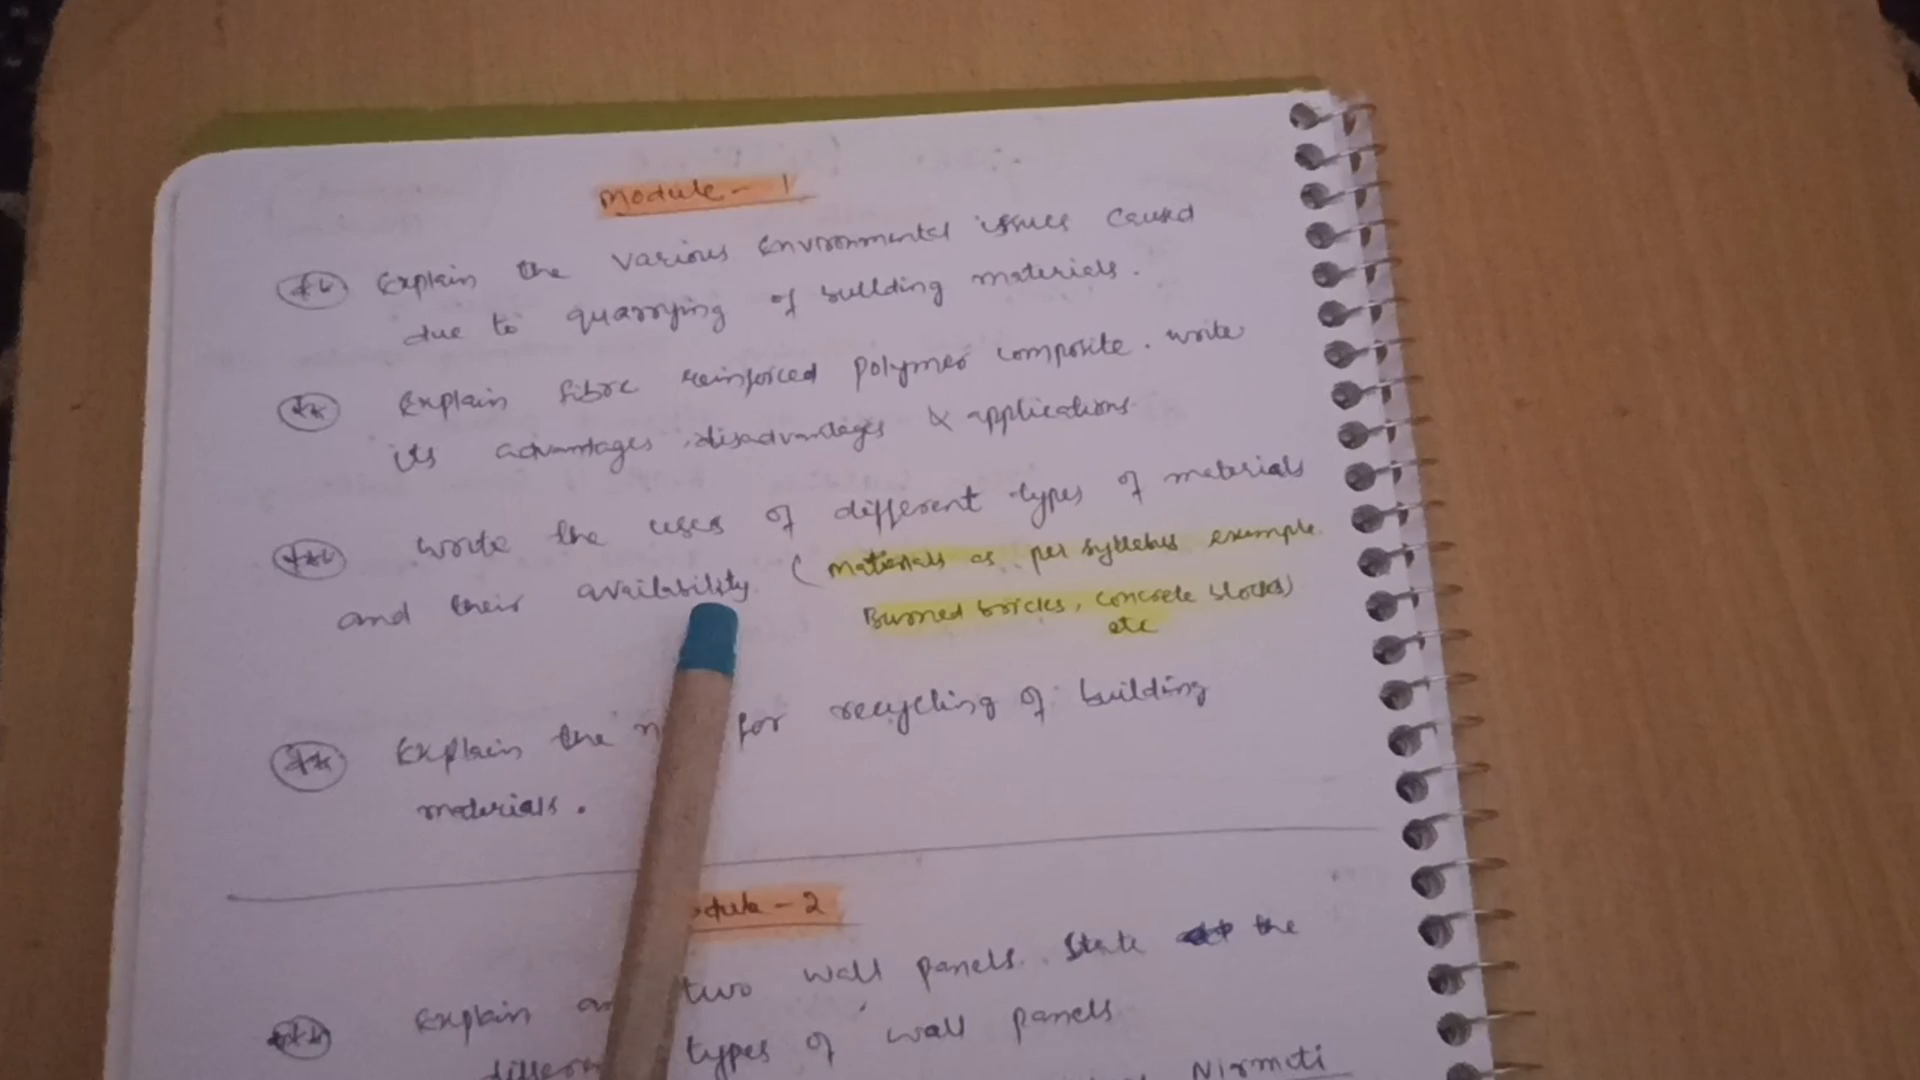 Module - 1
Explain the various Environmental issues caused
due to quarrying of building materials.
Explain fibre reinforced polymer composite. write
its advantages, disadvantages & applications
write the uses of different types of materials
and their availability. ( materials as per syllebus example
Burned bricks, concrete blocks)
etc
Explain the for recycling of building
materials.
- 2
Explain two wall panels. State the
types of wall panels
Nirmeti